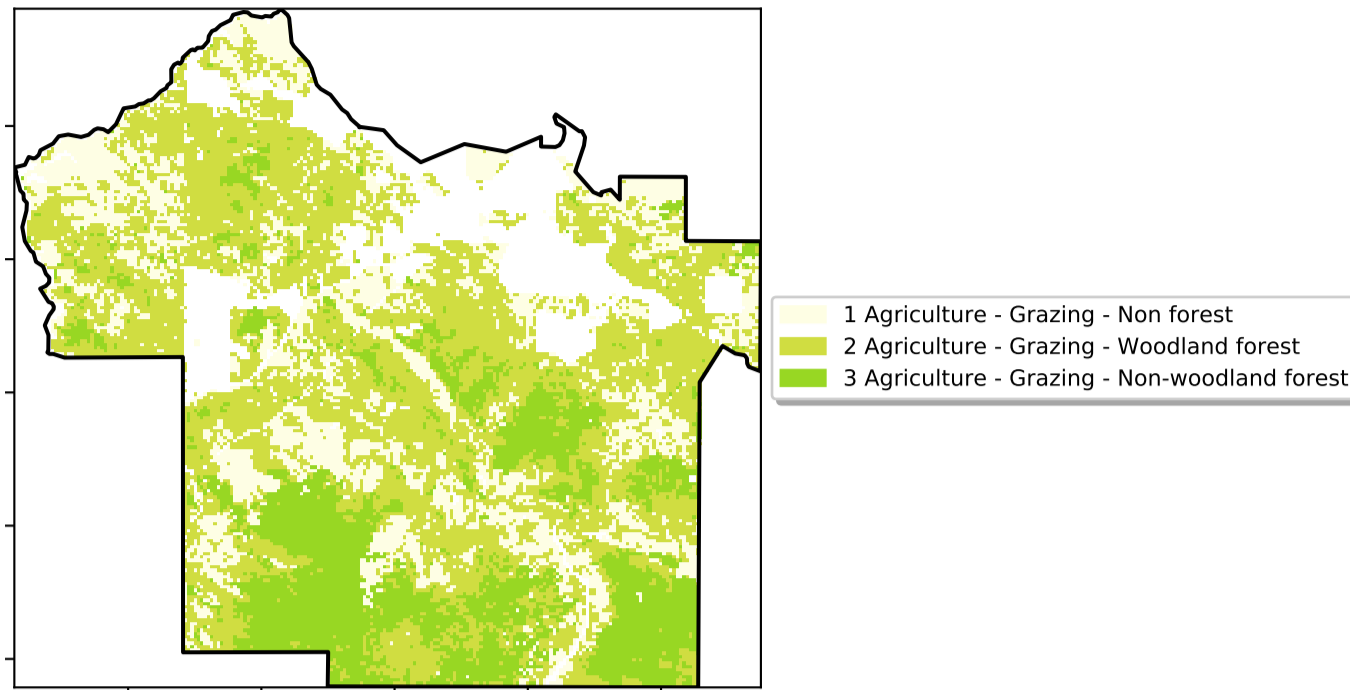 1 Agriculture - Grazing - Non forest
2 Agriculture - Grazing - Woodland forest
3 Agriculture - Grazing - Non-woodland forest